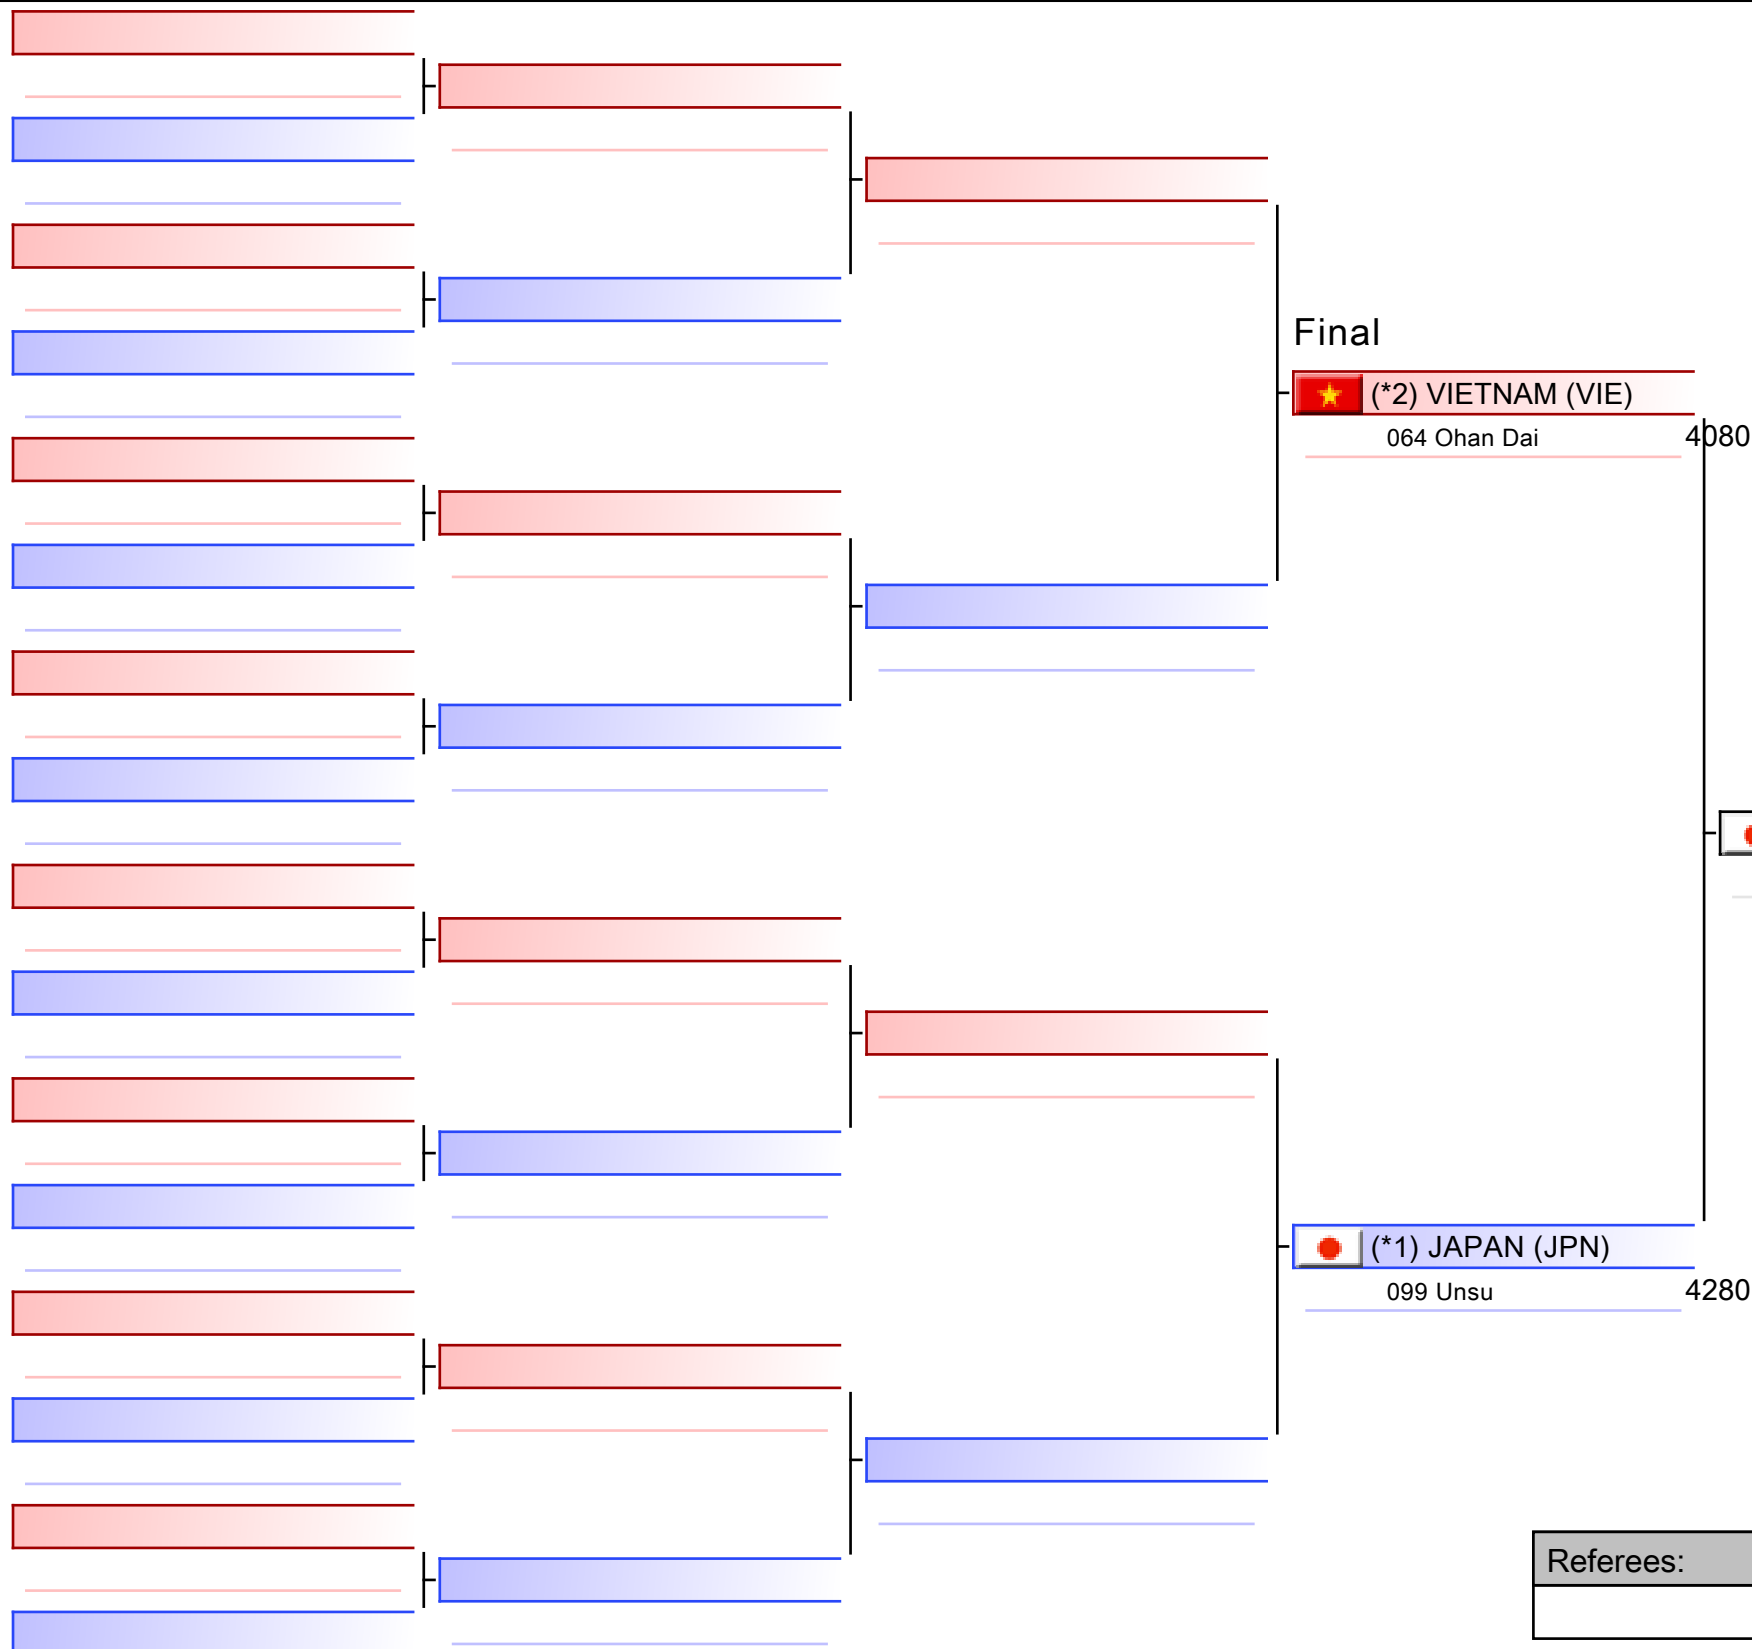 Final
(*2) VIETNAM (VIE)
064 Ohan Dai 4080
(*1) JAPAN (JPN)
099 Unsu 4280
Referees: